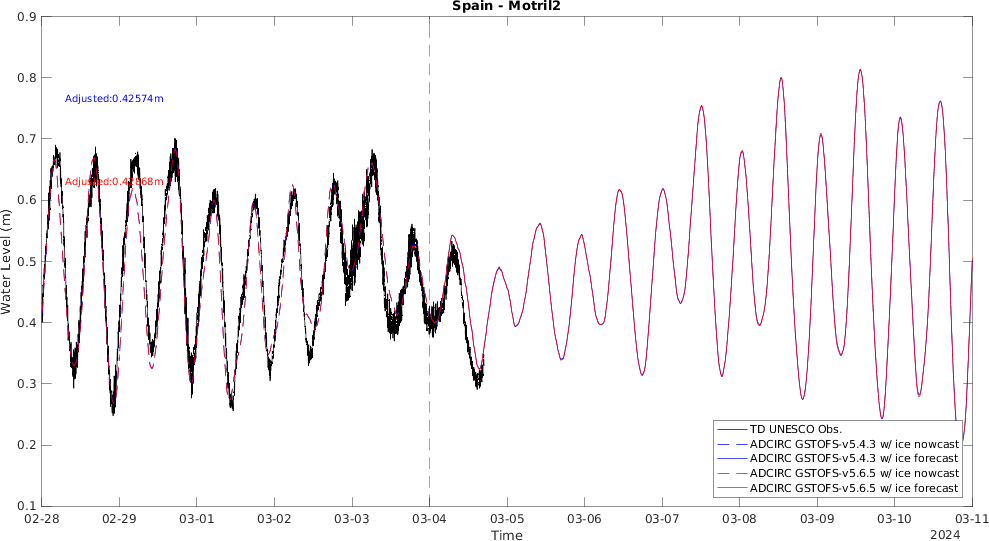 Spain - Motril2
Water Level (m)
0.9
0.8
0.7
0.6
0.5
0.4
0.3
0.2
0.1
Adjusted:0.42574m
Adjusted:0.42868m
TD UNESCO Obs.
ADCIRC GSTOFS-v5.4.3 w/ ice nowcast
ADCIRC GSTOFS-v5.4.3 w/ ice forecast
ADCIRC GSTOFS-v5.6.5 w/ ice nowcast
ADCIRC GSTOFS-v5.6.5 w/ ice forecast
02-28 02-29 03-01 03-02 03-03 03-04 03-05 03-06 03-07 03-08 03-09 03-10 03-11
Time
2024